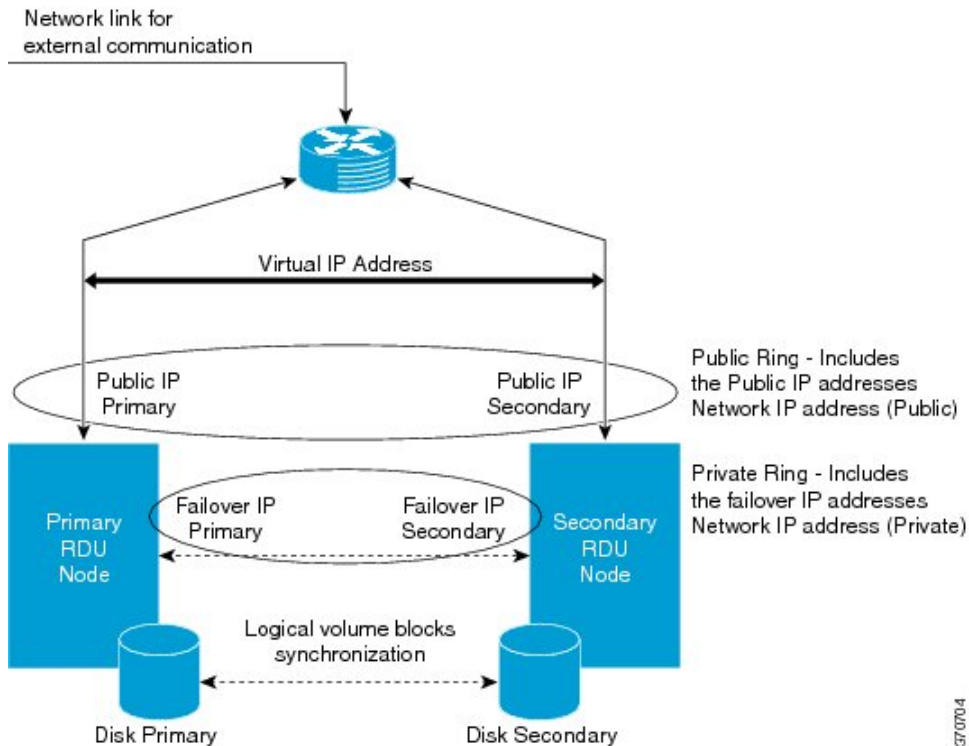 Network link for
external communication
Virtual IP Address
Public IP
Primary
Public IP
Secondary
Public Ring - Includes
the Public IP addresses
Network IP address (Public)
Primary
RDU
Node
Failover IP
Primary
Failover IP
Secondary
Secondary
RDU
Node
Private Ring - Includes
the failover IP addresses
Network IP address (Private)
Logical volume blocks
synchronization
Disk Primary
Disk Secondary
370704